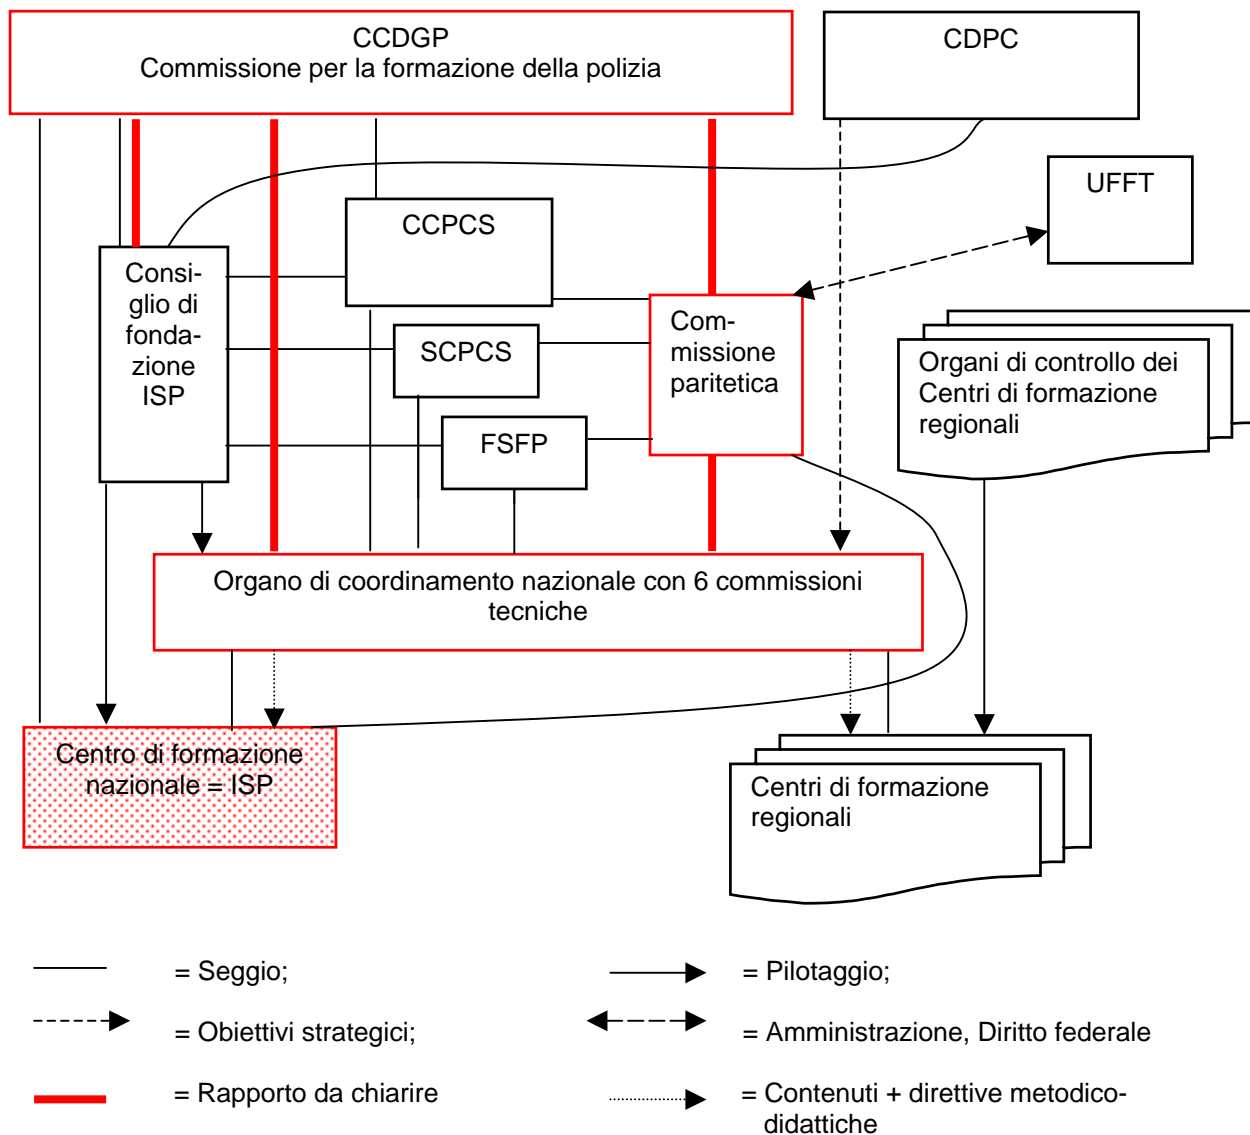 CCDGP
Commissione per la formazione della polizia
CDPC
UFFT
CCPCS
Consi-
glio di
fonda-
zione
ISP
SCPCS
Com-
missione
paritetica
FSFP
Organi di controllo dei
Centri di formazione
regionali
Organo di coordinamento nazionale con 6 commissioni
tecniche
Centro di formazione
nazionale = ISP
Centri di formazione
regionali
= Seggio;
= Pilotaggio;
= Obiettivi strategici;
= Amministrazione, Diritto federale
= Rapporto da chiarire
= Contenuti + direttive metodico-
didattiche